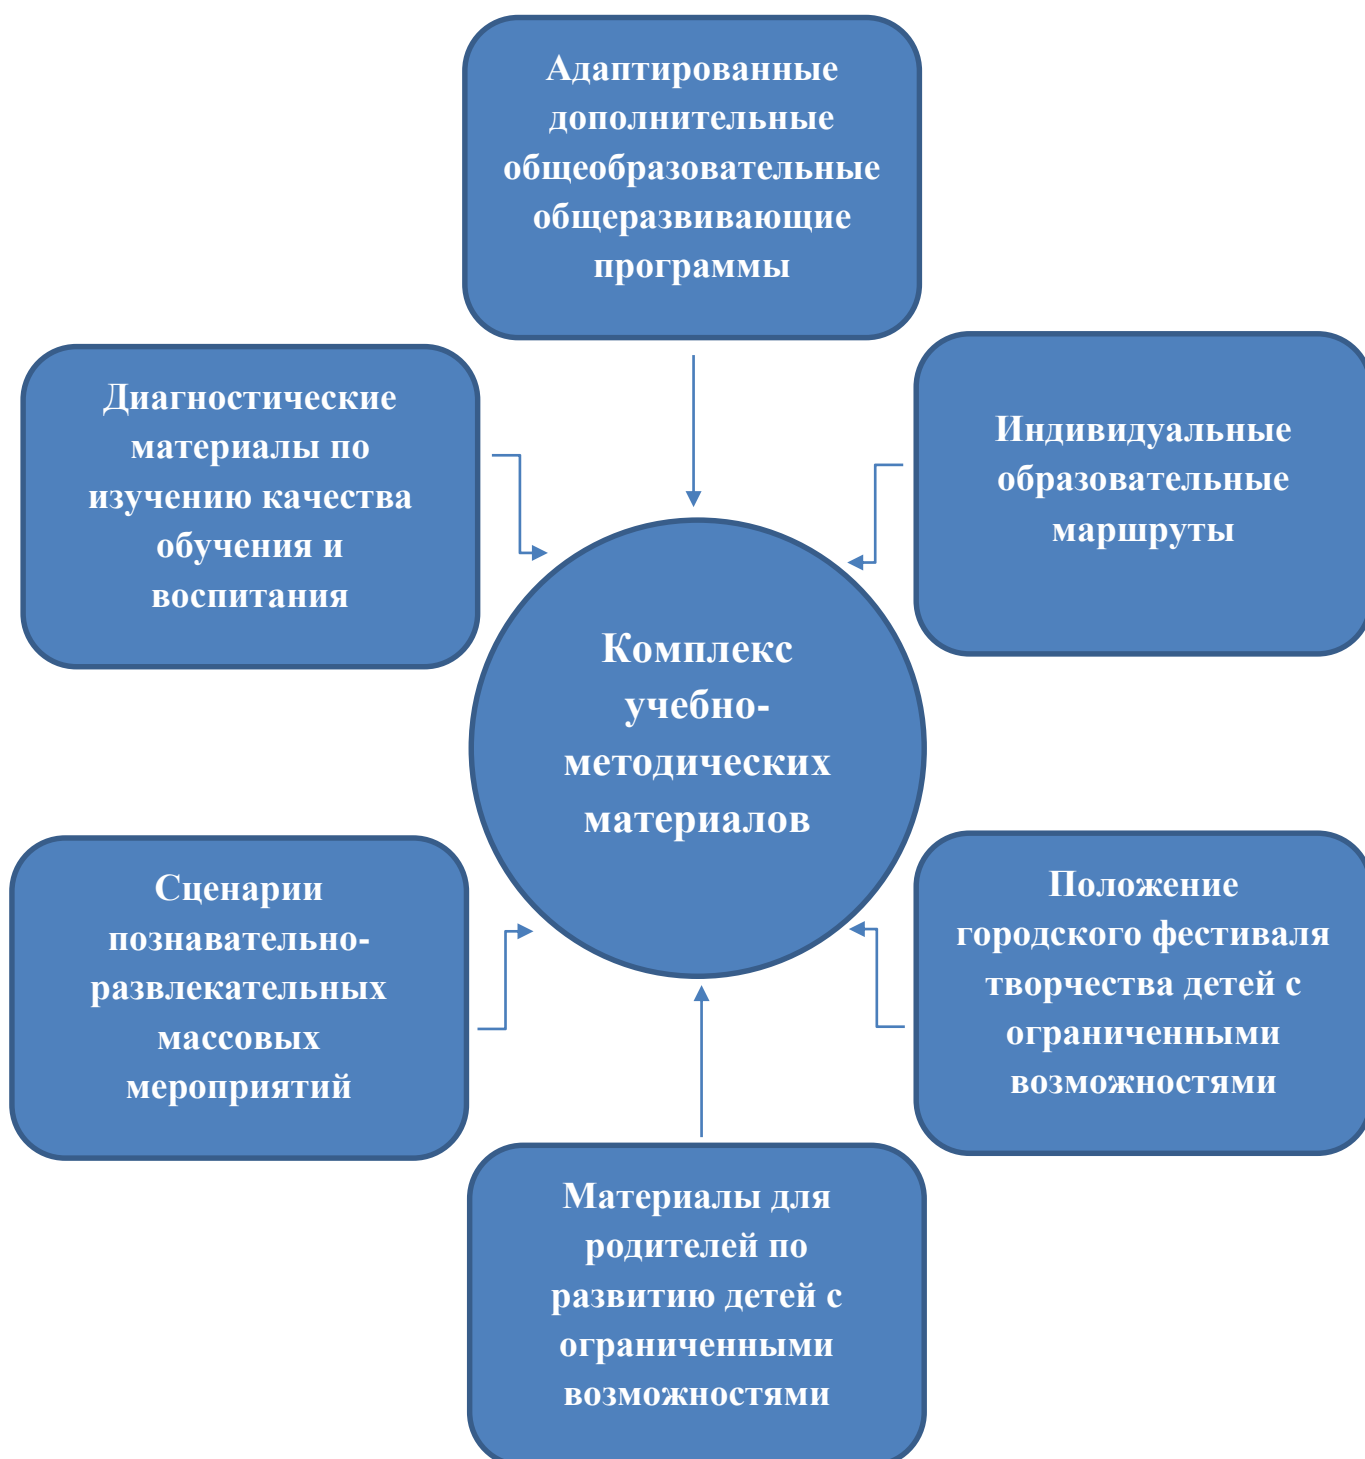 Адаптированные
дополнительные
общеобразовательные
общеразвивающие
программы
Диагностические
материалы по
изучению качества
обучения и
воспитания
Индивидуальные
образовательные
маршруты
Комплекс
учебно-
методических
материалов
Сценарии
познавательно-
развлекательных
массовых
мероприятий
Положение
городского фестиваля
творчества детей с
ограниченными
возможностями
Материалы для
родителей по
развитию детей с
ограниченными
возможностями